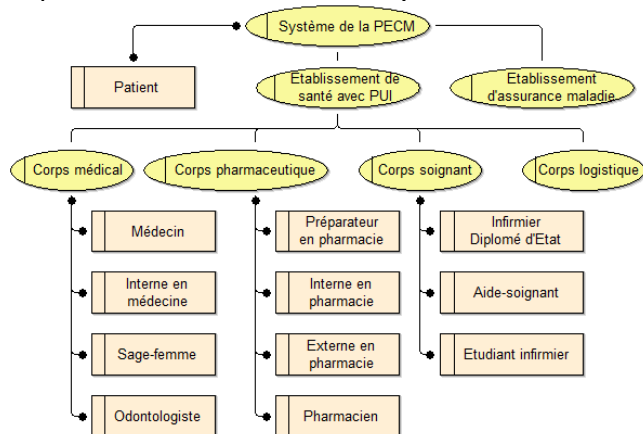 Système de la PECM
Patient
Etablissement de
santé avec PUI
Etablissement
d'assurance maladie
Corps médical
Corps pharmaceutique
Corps soignant
Corps logistique
Médecin
Préparateur
en pharmacie
Infirmier
Diplomé d'Etat
Interne en
médecine
Interne en
pharmacie
Aide-soignant
Sage-femme
Externe en
pharmacie
Etudiant infirmier
Odontologiste
Pharmacien